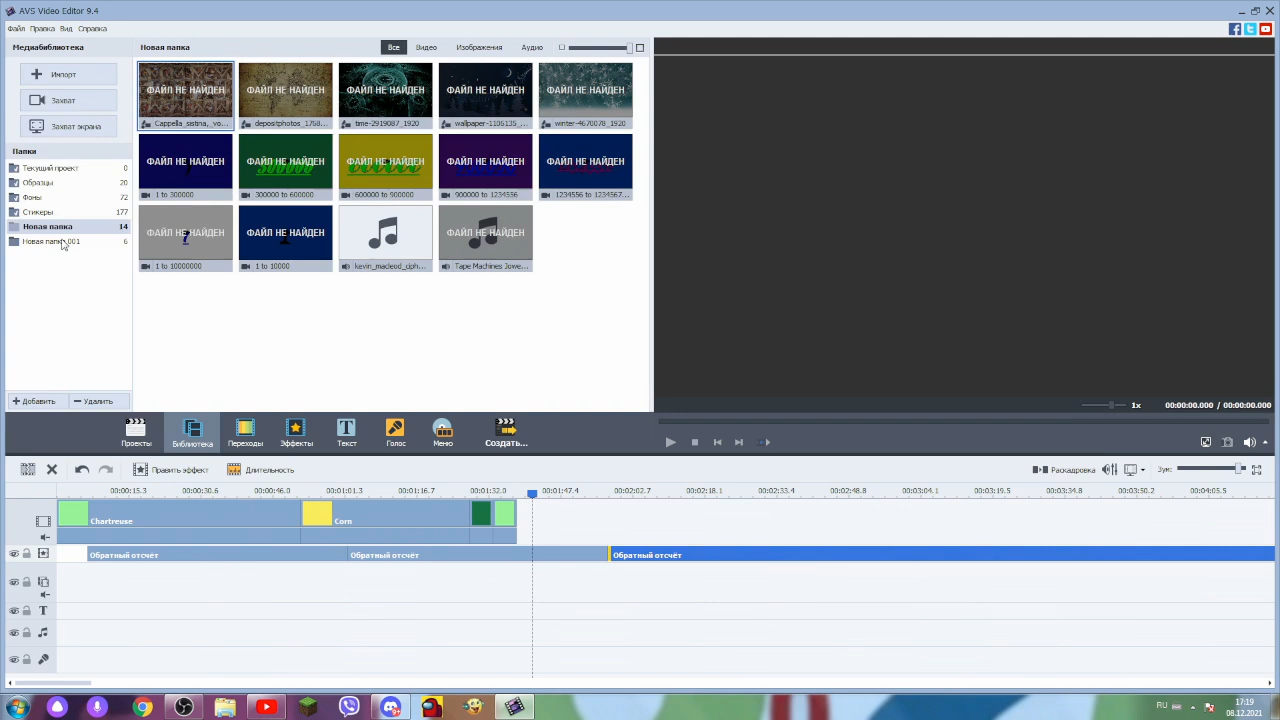 AVS Video Editor 9.4
Файл Правка Вид Справка
Медиабиблиотека
Новая папка
Все Видео Изображения Аудио
Импорт
Захват
Захват экрана
Папки
Текущий проект 0
Образцы 20
Фоны 72
Стикеры 177
Новая папка 14
Новая папка 001 6
Добавить Удалить
ФАЙЛ НЕ НАЙДЕН ФАЙЛ НЕ НАЙДЕН ФАЙЛ НЕ НАЙДЕН ФАЙЛ НЕ НАЙДЕН ФАЙЛ НЕ НАЙДЕН
Cappella_sistina,_vo... depositphotos_1768... time-2919087_1920 wallpaper-1106135_... winter-4670078_1920
ФАЙЛ НЕ НАЙДЕН ФАЙЛ НЕ НАЙДЕН ФАЙЛ НЕ НАЙДЕН ФАЙЛ НЕ НАЙДЕН ФАЙЛ НЕ НАЙДЕН
1 to 300000 300000 to 600000 600000 to 900000 900000 to 1234556 1234556 to 1234567...
ФАЙЛ НЕ НАЙДЕН ФАЙЛ НЕ НАЙДЕН ФАЙЛ НЕ НАЙДЕН
1 to 10000000 1 to 10000 kevin_macleod_ciph... Tape Machines Jowe...
1x 00:00:00.000 / 00:00:00.000
Проекты Библиотека Переходы Эффекты Текст Голос Меню Создать...
Править эффект Длительность
Раскадровка Зум:
00:00:15.3 00:00:30.6 00:00:46.0 00:01:01.3 00:01:16.7 00:01:32.0 00:01:47.4 00:02:02.7 00:02:18.1 00:02:33.4 00:02:48.8 00:03:04.1 00:03:19.5 00:03:34.8 00:03:50.2 00:04:05.5
Chartreuse Corn
Обратный отсчёт Обратный отсчёт Обратный отсчёт
T
RU 17:19
08.12.2021